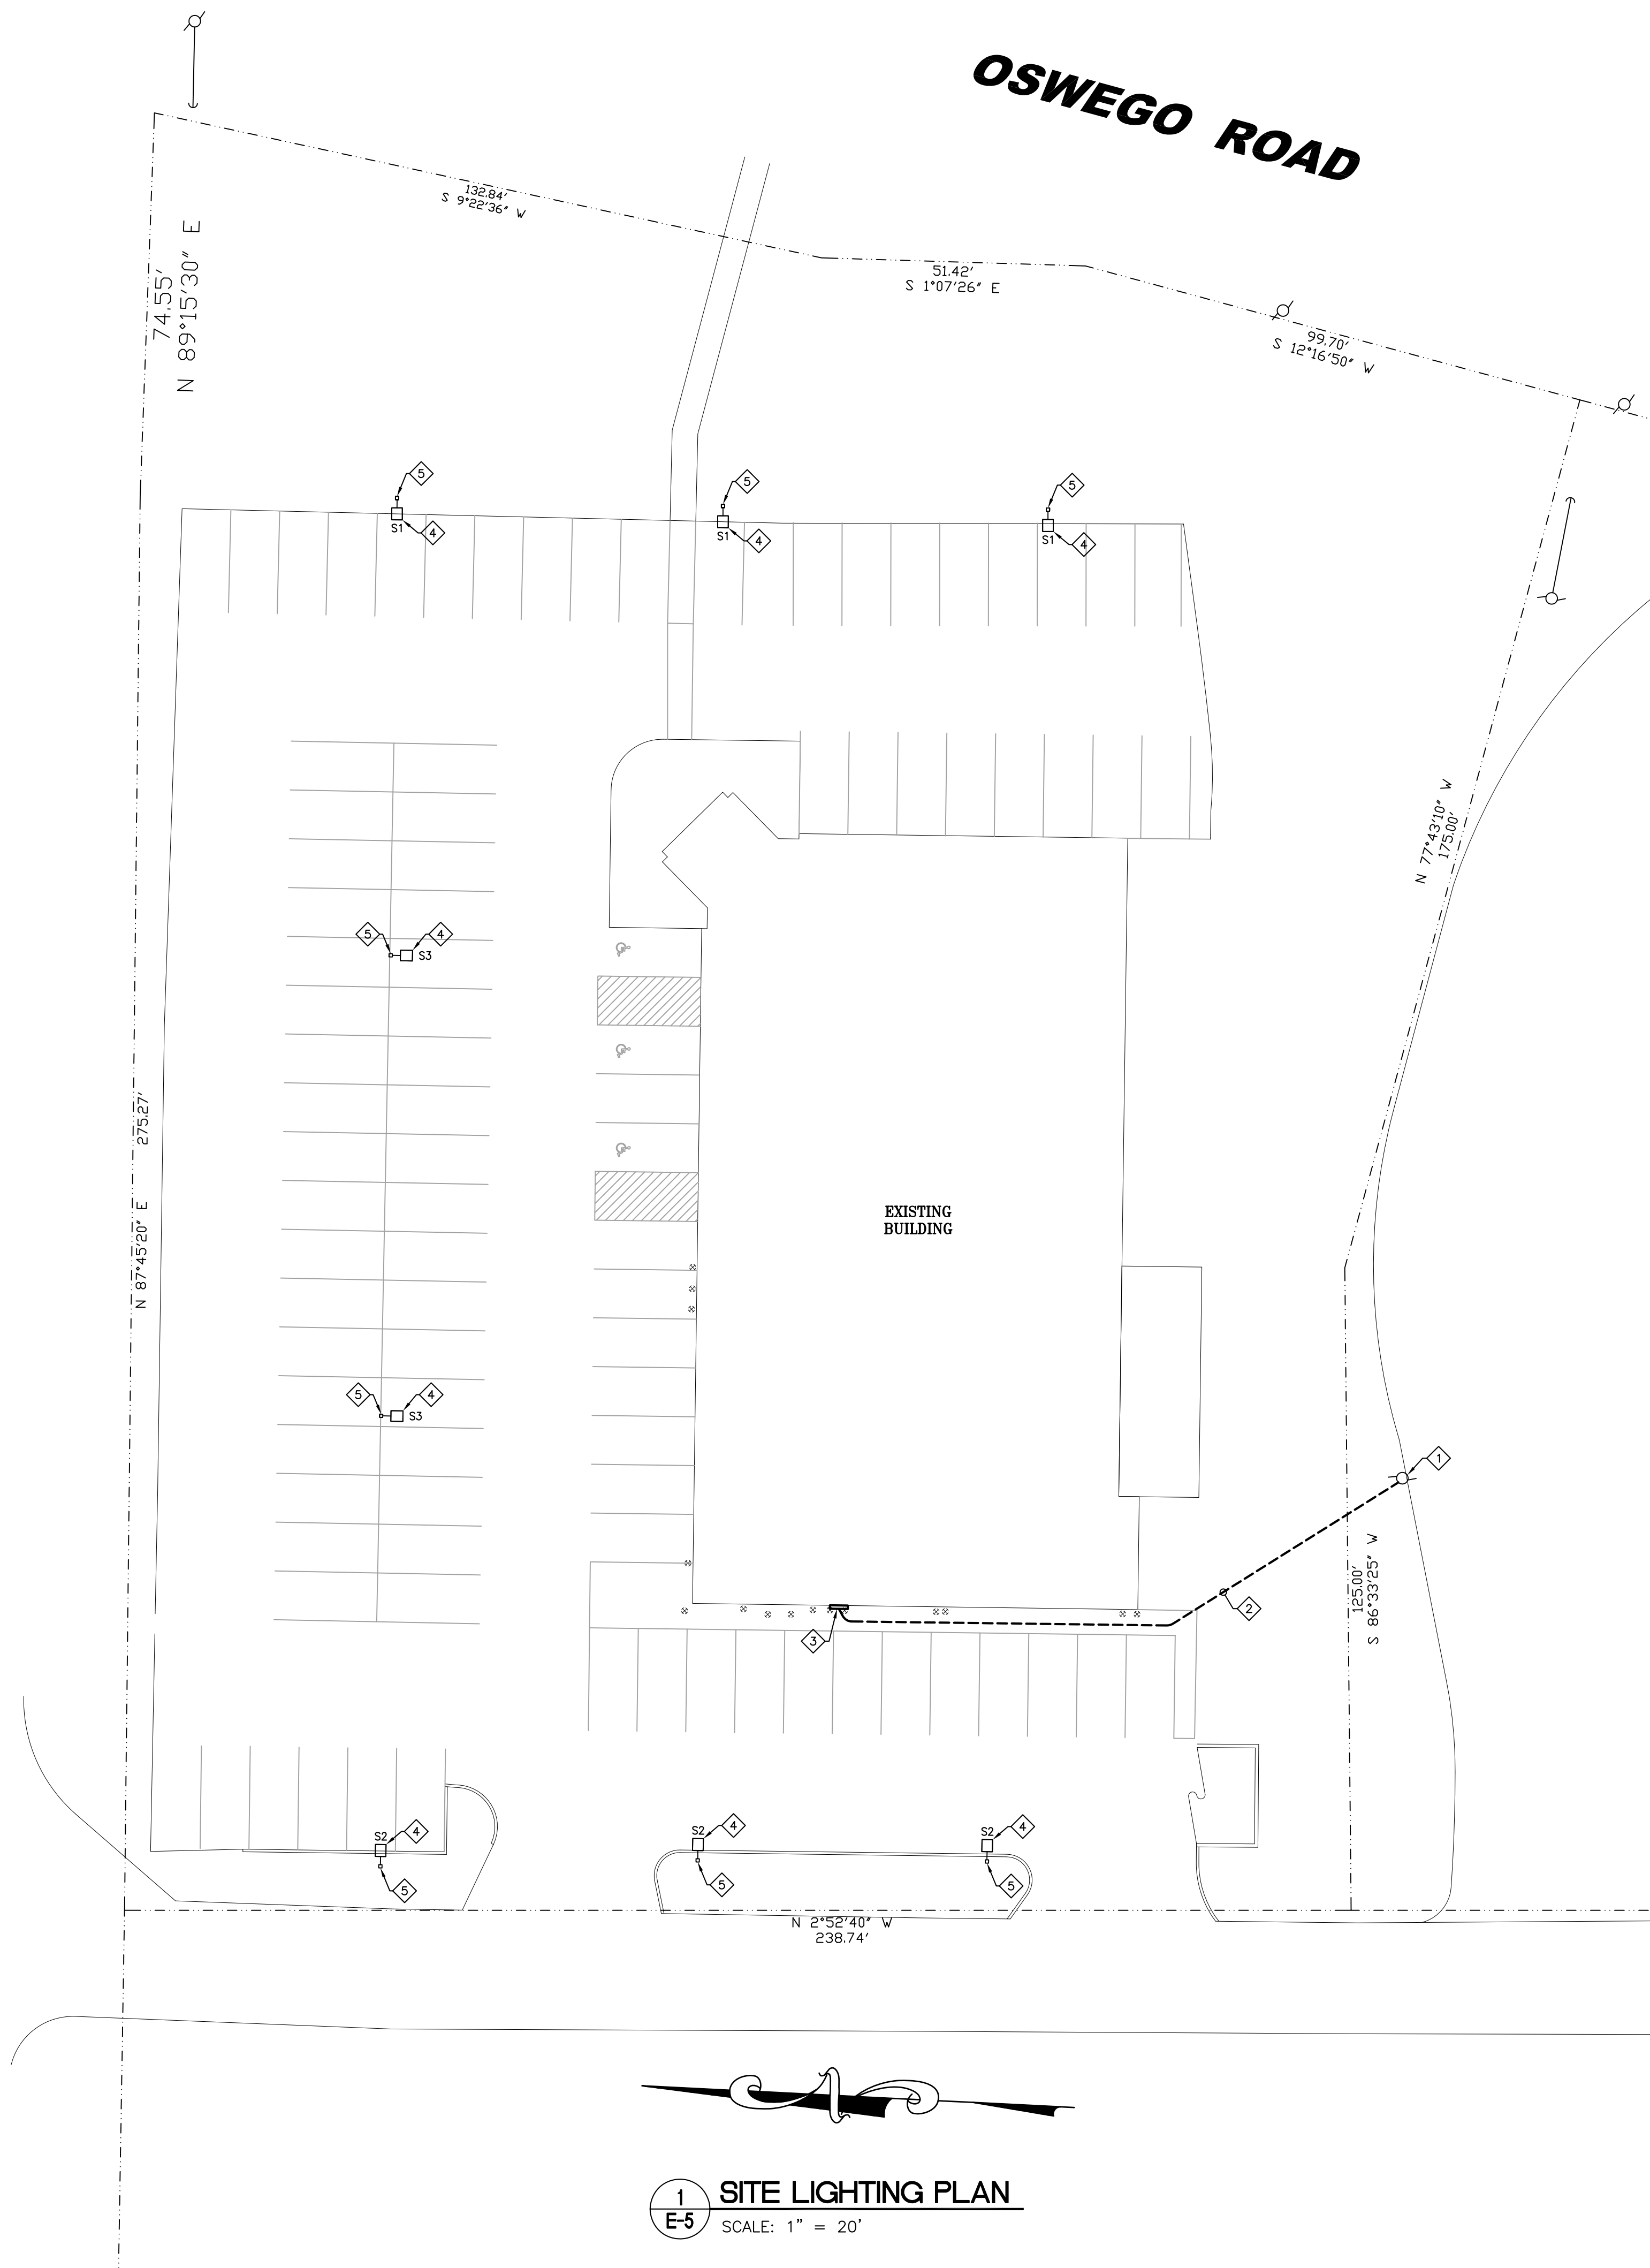 OSWEGO ROAD
132.84'
S 9°22'36" W
74.55'
N 89°15'30" E
51.42'
S 1°07'26" E
99.70'
S 12°16'50" W
5
5
5
S1
4
S1
4
S1
4
N 77°43'10" W
175.00'
5
4
S3
N 87°45'20" E 275.27'
EXISTING
BUILDING
5
4
S3
1
2
125.00'
S 86°33'25" W
3
S2
4
S2
4
S2
4
5
5
5
N 2°52'40" W
238.74'
N
1
E-5
SITE LIGHTING PLAN
SCALE: 1" = 20'